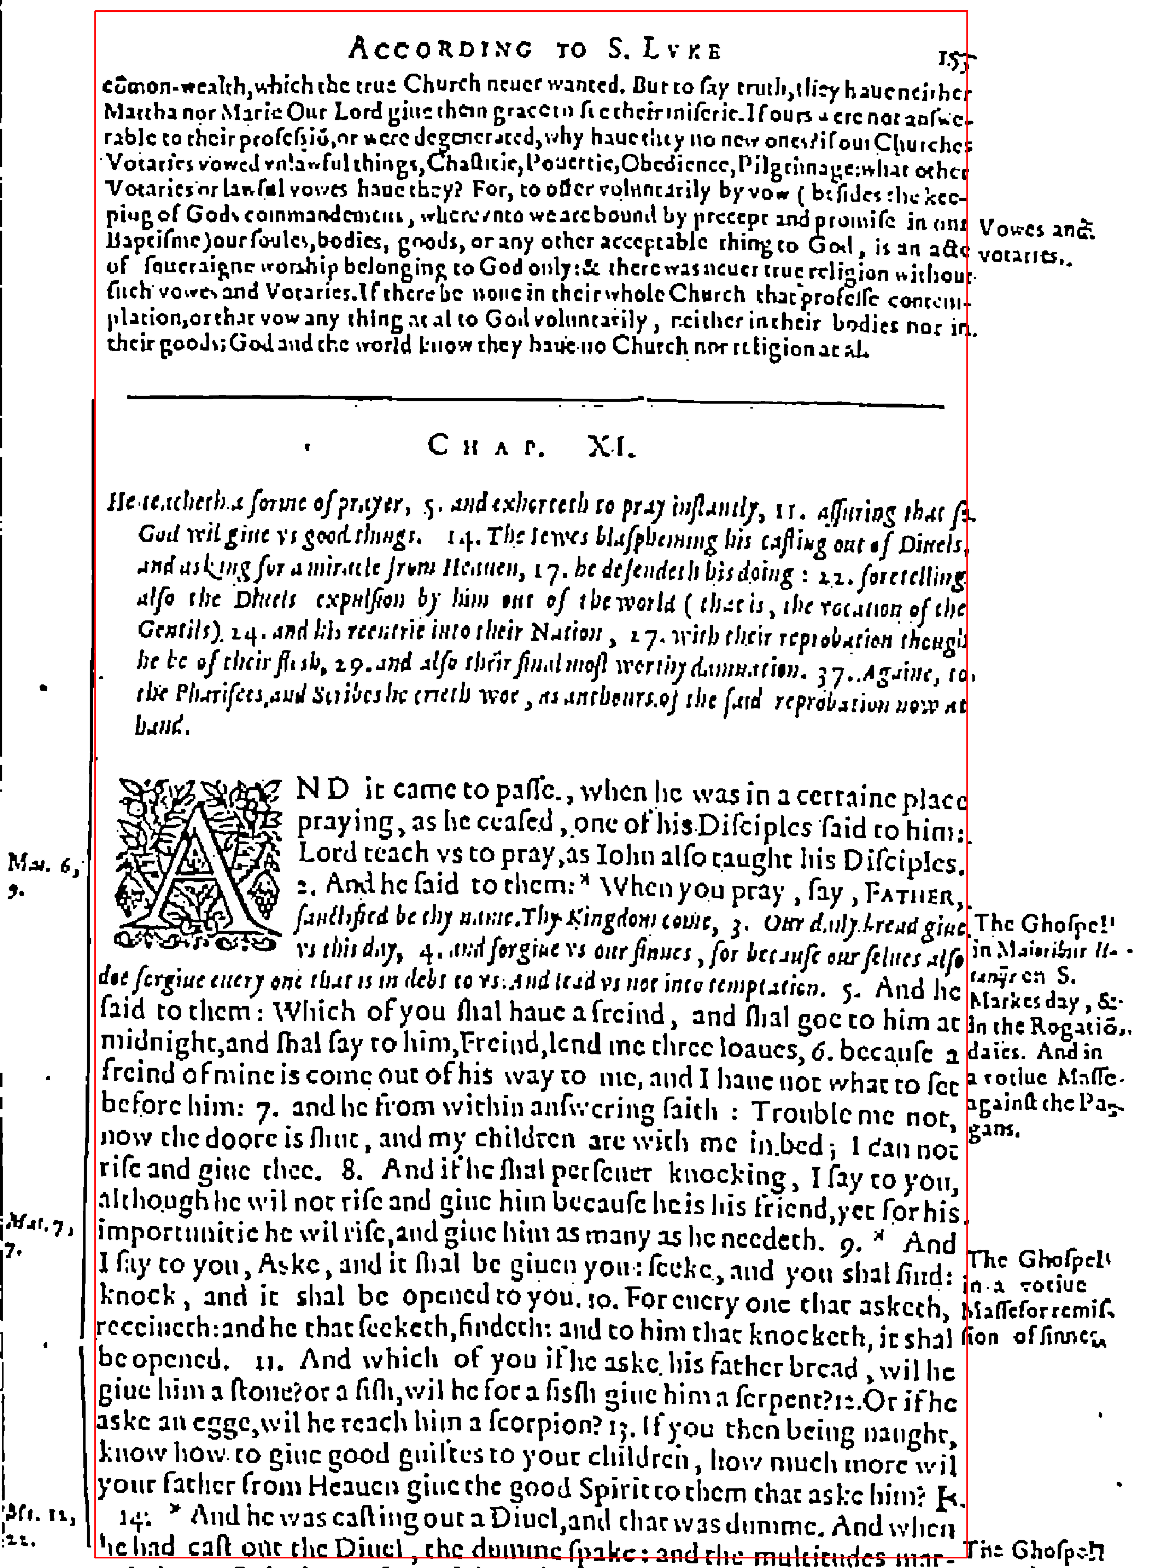 ACCORDING TO S. LVKE 155
cōmon-wealth, which the true Church neuer wanted. But to say truth, they haue neither
Martha nor Marie Our Lord giue them grace to see their miserie. If ours were not answe-
rable to their professiō, or were degenerated, why haue they no new ones? if our Churches
Votaries vowed vnlawful things, Chastitie, Pouertie, Obedience, Pilgrimage: what other
Votaries or lawful vowes haue they? For, to offer voluntarily by vow ( besides the kee-
ping of Gods commandement, whereunto we are bound by precept and promise in our
Baptisme) our soules, bodies, goods, or any other acceptable thing to God, is an acte
of soueraigne worship belonging to God only: & there was neuer true religion without
such vowes and Votaries. If there be none in their whole Church that professe contem-
plation, or that vow any thing at al to God voluntarily, neither in their bodies nor in
their goods; God and the world know they haue no Church nor religion at al.
Vowes and
votaries.
CHAP. XI.
He teacheth a forme of prayer, 5. and exhorteth to pray instantly, 11. assuring that so
God wil giue vs good things. 14. The Iewes blaspheming his casting out of Diuels,
and asking for a miracle from Heauen, 17. he defendeth his doing : 22. foretelling
also the Diuels expulsion by him out of the world ( that is, the vocation of the
Gentils) 24. and his reentrie into their Nation, 27. with their reprobation though
he be of their flesh, 29. and also their final most worthy damnation. 37. Againe, to
the Pharisees, and Scribes he crieth woe, as authours of the said reprobation now at
hand.
AND it came to passe, when he was in a certaine place
praying, as he ceased, one of his Disciples said to him:
Lord teach vs to pray, as Iohn also taught his Disciples.
2. And he said to them: * When you pray, say, FATHER,
sanctified be thy name. Thy Kingdom come, 3. Our daily bread giue
vs this day, 4. and forgiue vs our sinnes, for because our selues also
doe forgiue euery one that is in debt to vs. And lead vs not into temptation. 5. And he
said to them: Which of you shal haue a freind, and shal goe to him at
midnight, and shal say to him, Freind, lend me three loaues, 6. because a
freind of mine is come out of his way to me, and I haue not what to set
before him: 7. and he from within answering saith : Trouble me not,
now the doore is shut, and my children are with me in bed; I can not
rise and giue thee. 8. And if he shal perseuer knocking, I say to you,
although he wil not rise and giue him because he is his friend, yet for his
importunitie he wil rise, and giue him as many as he needeth. 9. * And
I say to you, Aske, and it shal be giuen you: seeke, and you shal find:
knock, and it shal be opened to you. 10. For euery one that asketh,
receiueth: and he that seeketh, findeth: and to him that knocketh, it shal
be opened. 11. And which of you if he aske his father bread, wil he
giue him a stone? or a fish, wil he for a fissh giue him a serpent? 12. Or if he
aske an egge, wil he reach him a scorpion? 13. If you then being naught,
know how to giue good guiftes to your children, how much more wil
your father from Heauen giue the good Spirit to them that aske him?
14. * And he was casting out a Diuel, and that was dumme. And when
he had cast out the Diuel, the dumme spake: and the multitudes mar-
Mat. 6,
9.
Mat. 7,
7.
Mt. 12,
22.
The Ghospel
in Maioribus li-
tanijs on S.
Markes day, &
in the Rogatiō
daies. And in
a votiue Masse
against the Pa-
gans.
The Ghospel
in a votiue
Masse for remis-
sion of sinnes.
The Ghospel